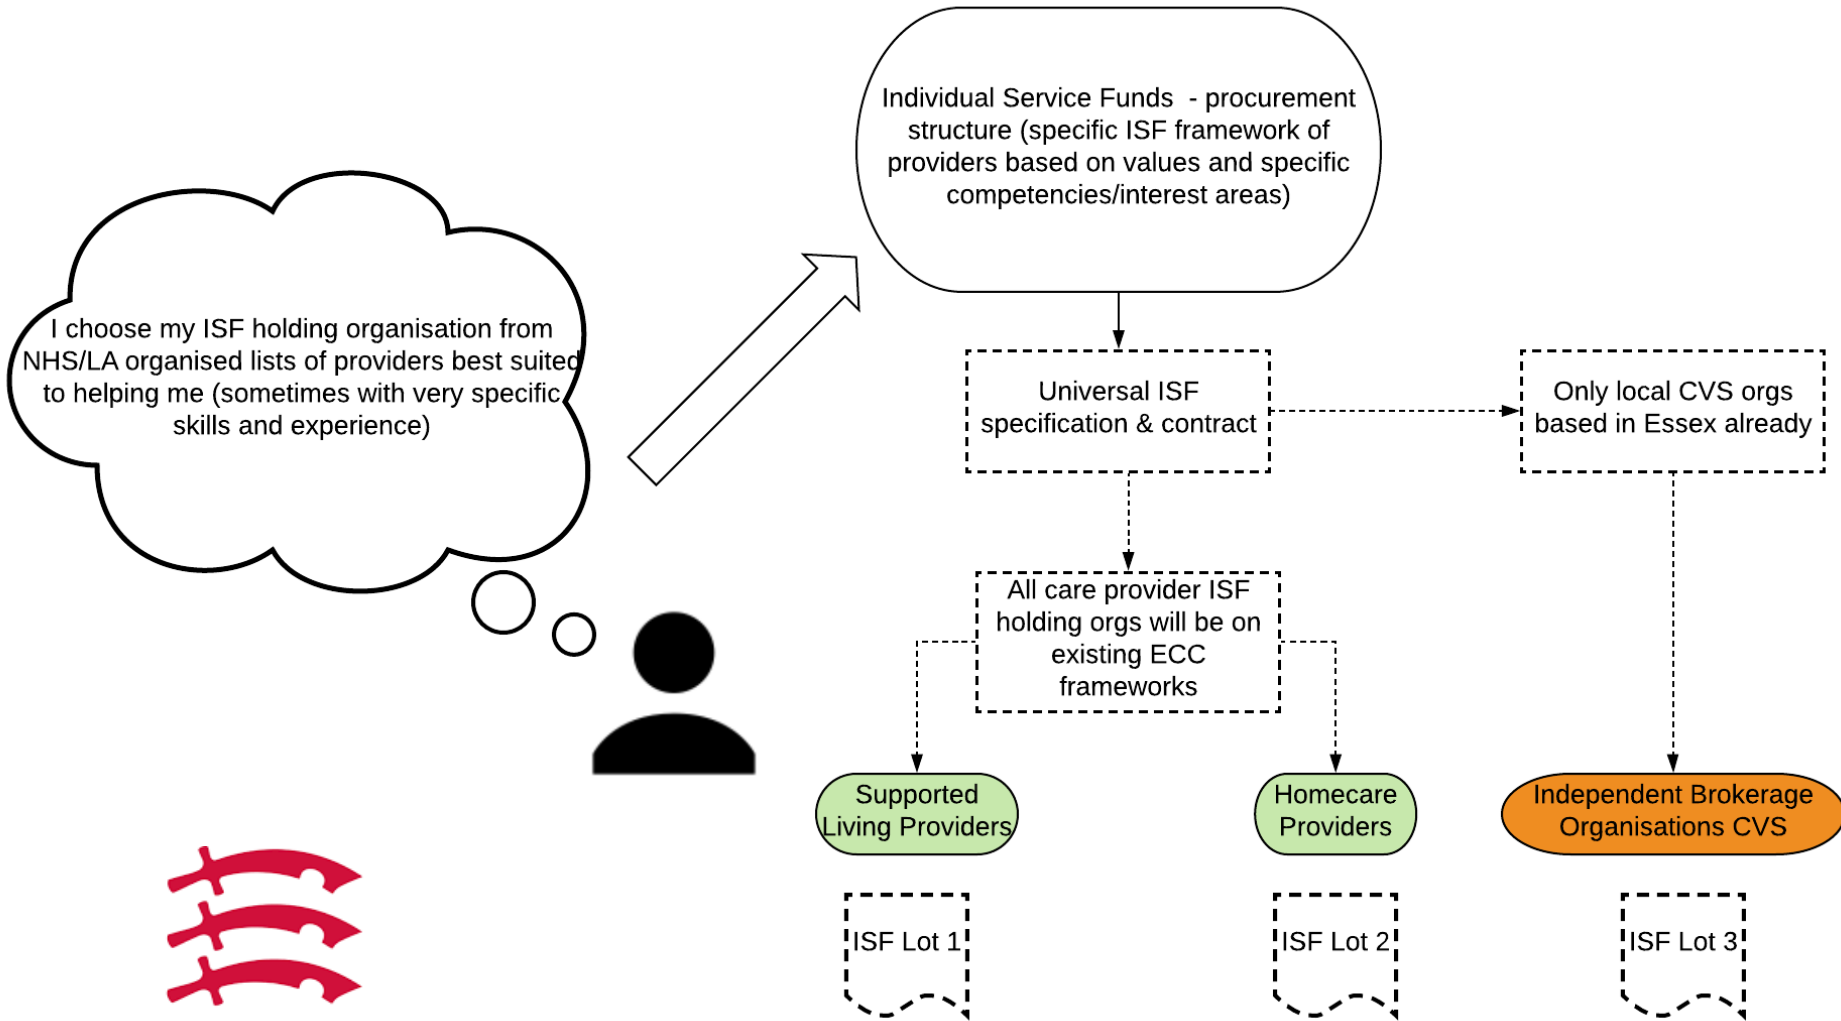 Individual Service Funds  - procurement
structure (specific ISF framework of
providers based on values and specific
competencies/interest areas)
I choose my ISF holding organisation from
NHS/LA organised lists of providers best suited
to helping me (sometimes with very specific
skills and experience)
Universal ISF
specification & contract
Only local CVS orgs
based in Essex already
All care provider ISF
holding orgs will be on
existing ECC
frameworks
Supported
Living Providers
Homecare
Providers
Independent Brokerage
Organisations CVS
ISF Lot 1
ISF Lot 2
ISF Lot 3